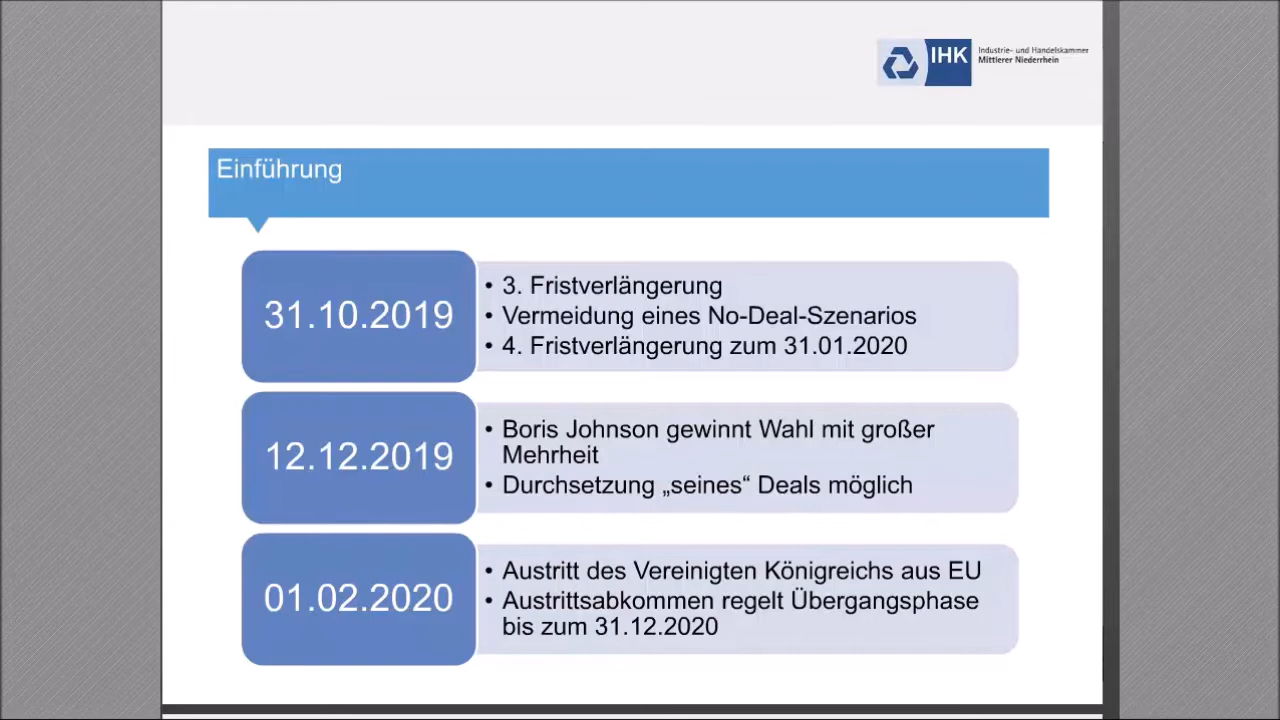 IHK
Industrie- und Handelskammer
Mittlerer Niederrhein
Einführung
31.10.2019
• 3. Fristverlängerung
• Vermeidung eines No-Deal-Szenarios
• 4. Fristverlängerung zum 31.01.2020
12.12.2019
• Boris Johnson gewinnt Wahl mit großer
Mehrheit
• Durchsetzung „seines“ Deals möglich
01.02.2020
• Austritt des Vereinigten Königreichs aus EU
• Austrittsabkommen regelt Übergangsphase
bis zum 31.12.2020